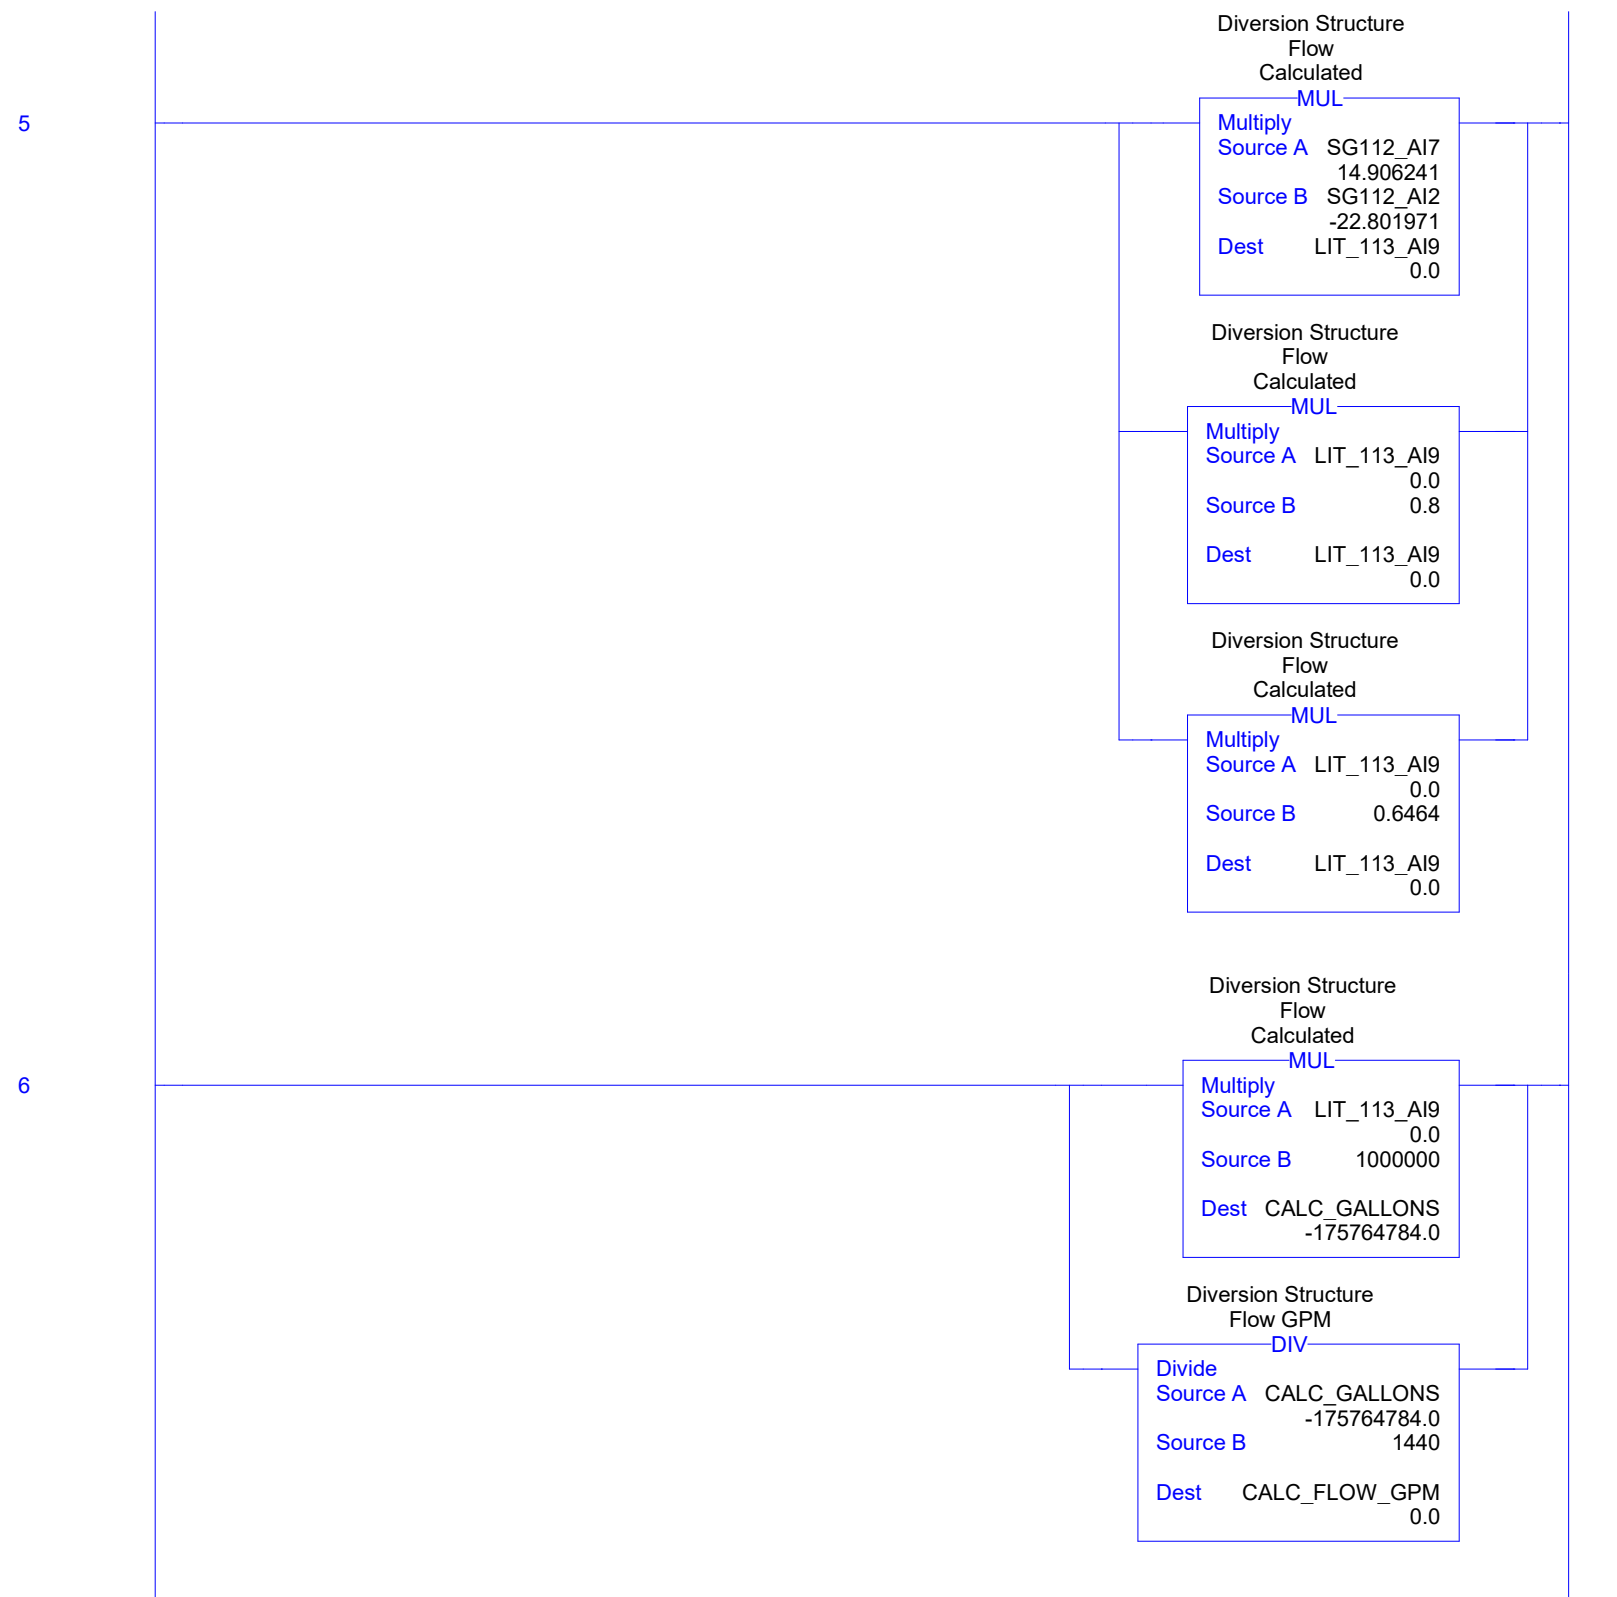 Diversion Structure
Flow
Calculated
MUL
5
Multiply
Source A SG112_AI7
14.906241
Source B SG112_AI2
-22.801971
Dest LIT_113_AI9
0.0
Diversion Structure
Flow
Calculated
MUL
Multiply
Source A LIT_113_AI9
0.0
Source B 0.8
Dest LIT_113_AI9
0.0
Diversion Structure
Flow
Calculated
MUL
Multiply
Source A LIT_113_AI9
0.0
Source B 0.6464
Dest LIT_113_AI9
0.0
Diversion Structure
Flow
Calculated
MUL
6
Multiply
Source A LIT_113_AI9
0.0
Source B 1000000
Dest CALC_GALLONS
-175764784.0
Diversion Structure
Flow GPM
DIV
Divide
Source A CALC_GALLONS
-175764784.0
Source B 1440
Dest CALC_FLOW_GPM
0.0